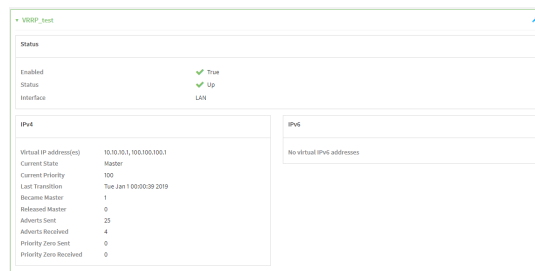 VRRP_test
Status
Enabled True
Status Up
Interface LAN
IPv4
Virtual IP address(es) 10.10.10.1, 100.100.100.1
Current State Master
Current Priority 100
Last Transition Tue Jan 1 00:00:39 2019
Became Master 1
Released Master 0
Adverts Sent 25
Adverts Received 4
Priority Zero Sent 0
Priority Zero Received 0
IPv6
No virtual IPv6 addresses